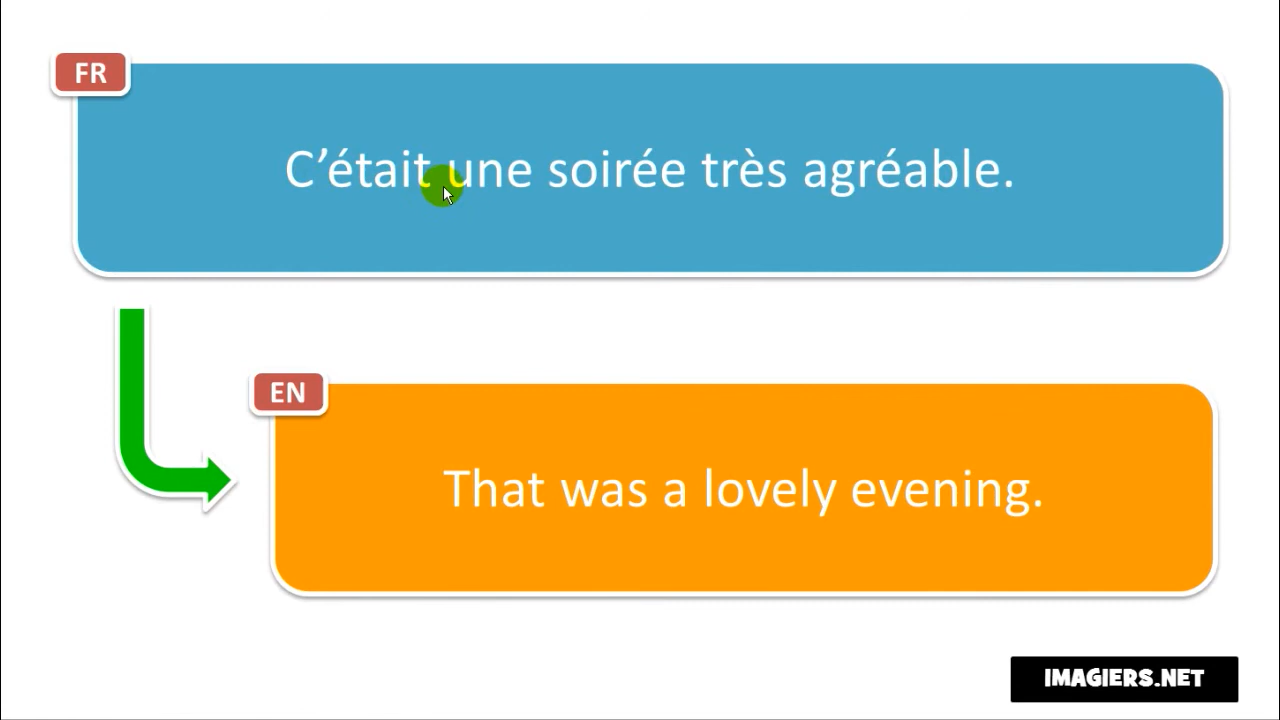 FR
C’était une soirée très agréable.
EN
That was a lovely evening.
IMAGIERS.NET